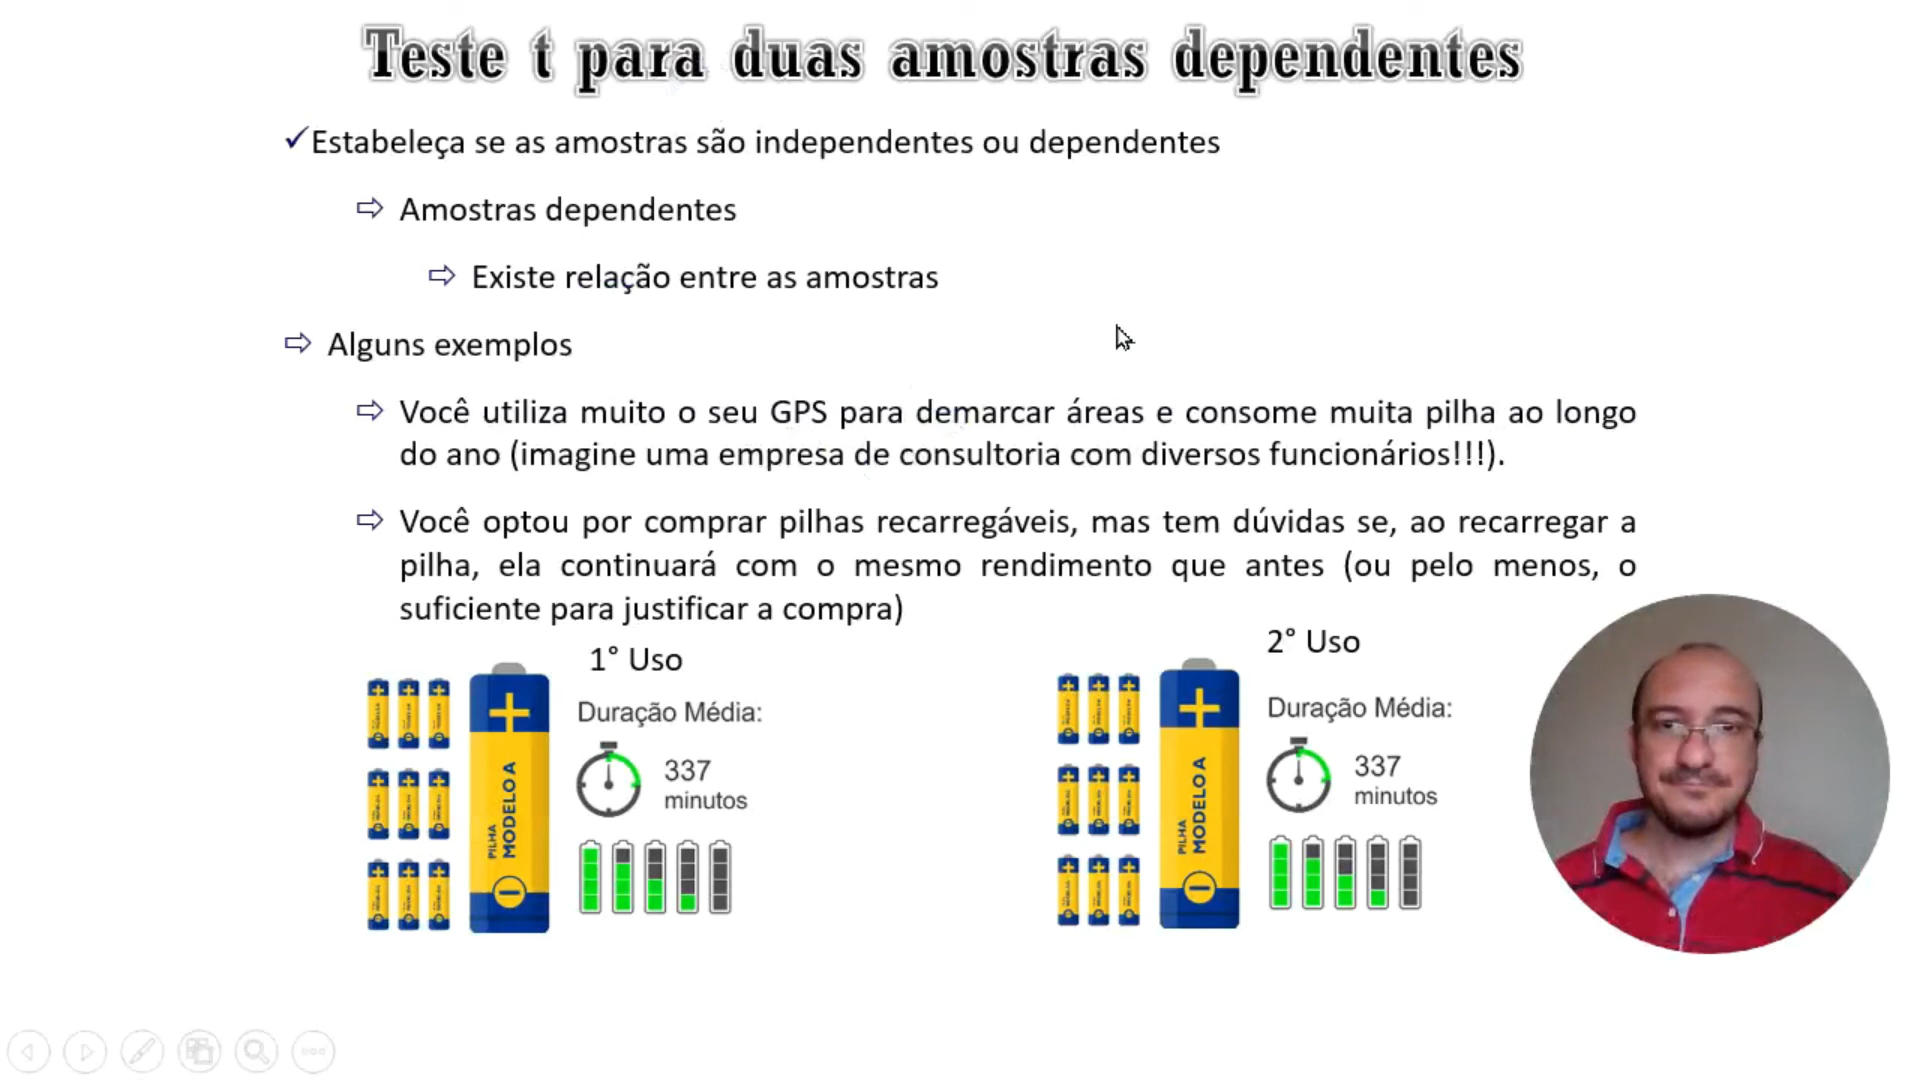 Teste t para duas amostras dependentes
Estabeleça se as amostras são independentes ou dependentes
Amostras dependentes
Existe relação entre as amostras
Alguns exemplos
Você utiliza muito o seu GPS para demarcar áreas e consome muita pilha ao longo
do ano (imagine uma empresa de consultoria com diversos funcionários!!!).
Você optou por comprar pilhas recarregáveis, mas tem dúvidas se, ao recarregar a
pilha, ela continuará com o mesmo rendimento que antes (ou pelo menos, o
suficiente para justificar a compra)
1° Uso
Duração Média:
337
minutos
PILHA
MODELO A
2° Uso
Duração Média:
337
minutos
PILHA
MODELO A